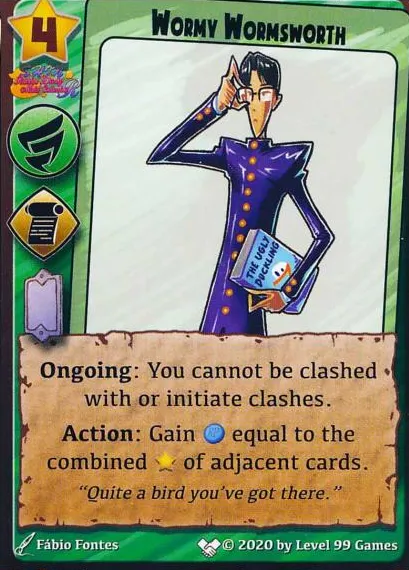 4
WORMY WORMSWORTH
THE UGLY
DUCKLING
Ongoing: You cannot be clashed
with or initiate clashes.
Action: Gain equal to the
combined of adjacent cards.
“Quite a bird you’ve got there.”
Fábio Fontes
© 2020 by Level 99 Games